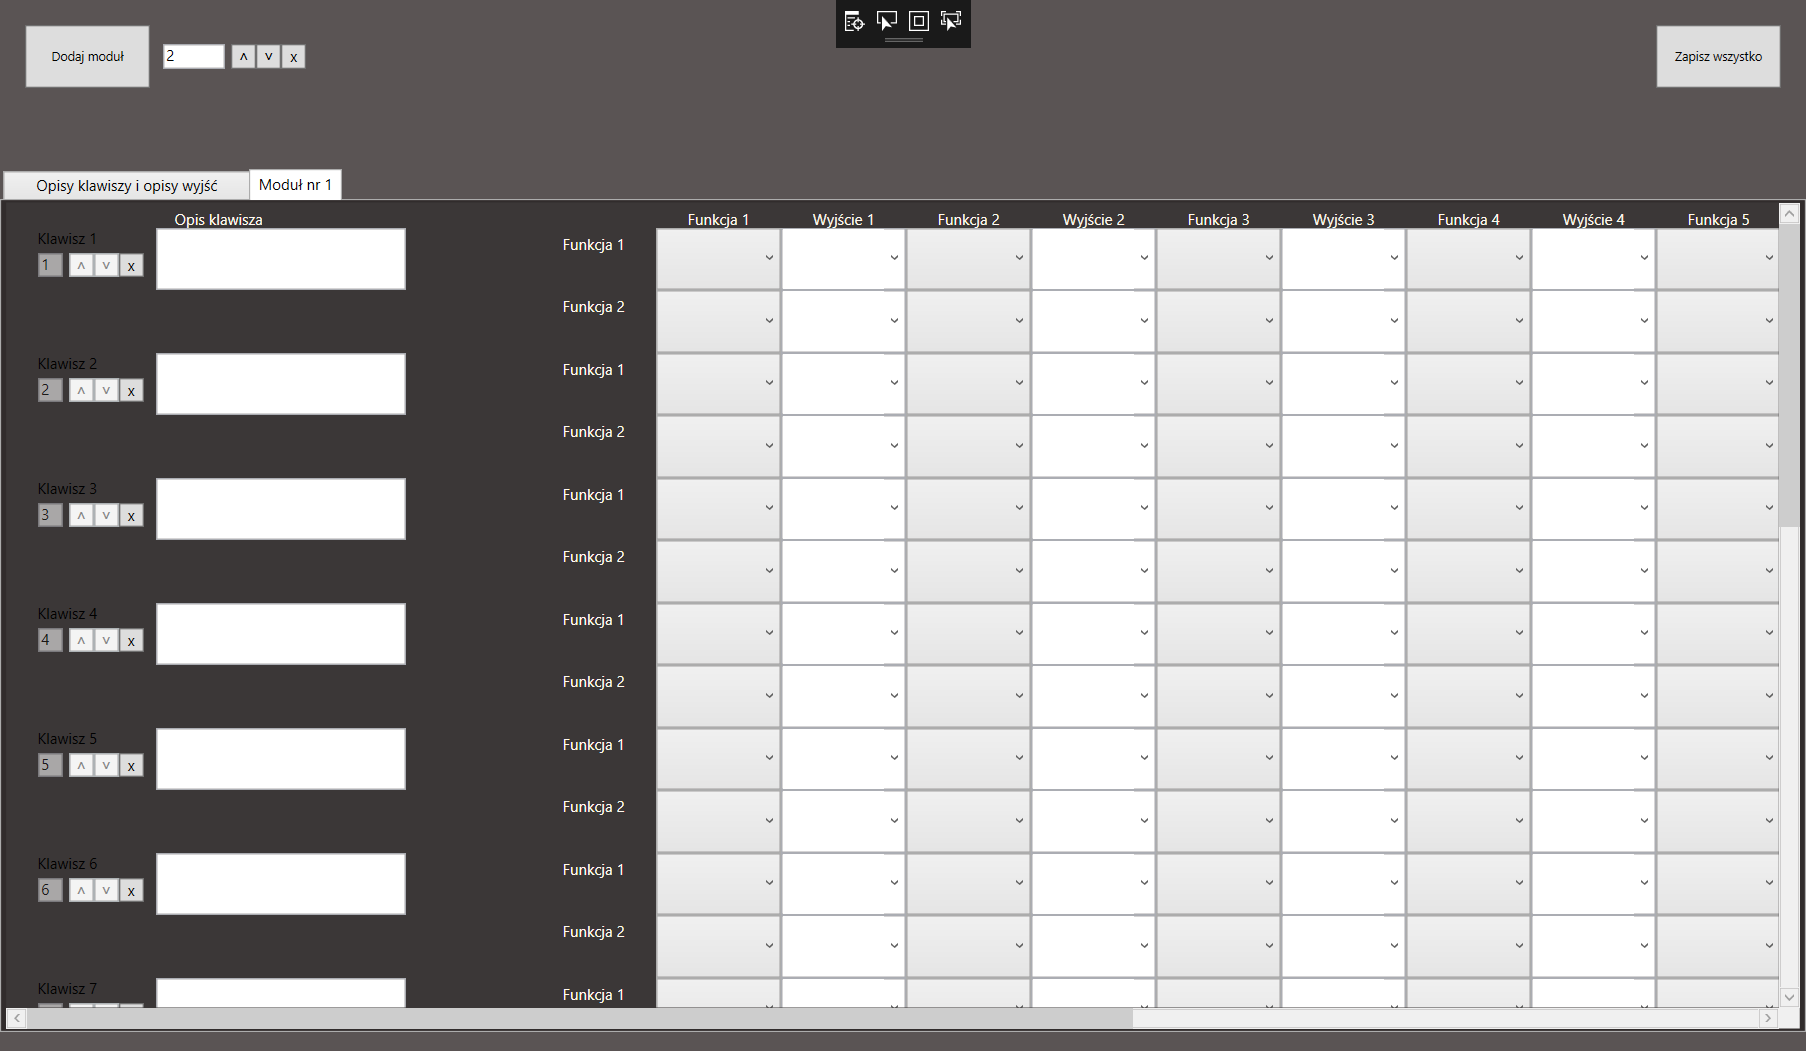 Dodaj moduł 2 ^ v x Zapisz wszystko
Opisy klawiszy i opisy wyjść Moduł nr 1
Opis klawisza Funkcja 1 Wyjście 1 Funkcja 2 Wyjście 2 Funkcja 3 Wyjście 3 Funkcja 4 Wyjście 4 Funkcja 5
Klawisz 1 Funkcja 1
1 ^ v x
Funkcja 2
Klawisz 2 Funkcja 1
2 ^ v x
Funkcja 2
Klawisz 3 Funkcja 1
3 ^ v x
Funkcja 2
Klawisz 4 Funkcja 1
4 ^ v x
Funkcja 2
Klawisz 5 Funkcja 1
5 ^ v x
Funkcja 2
Klawisz 6 Funkcja 1
6 ^ v x
Funkcja 2
Klawisz 7 Funkcja 1